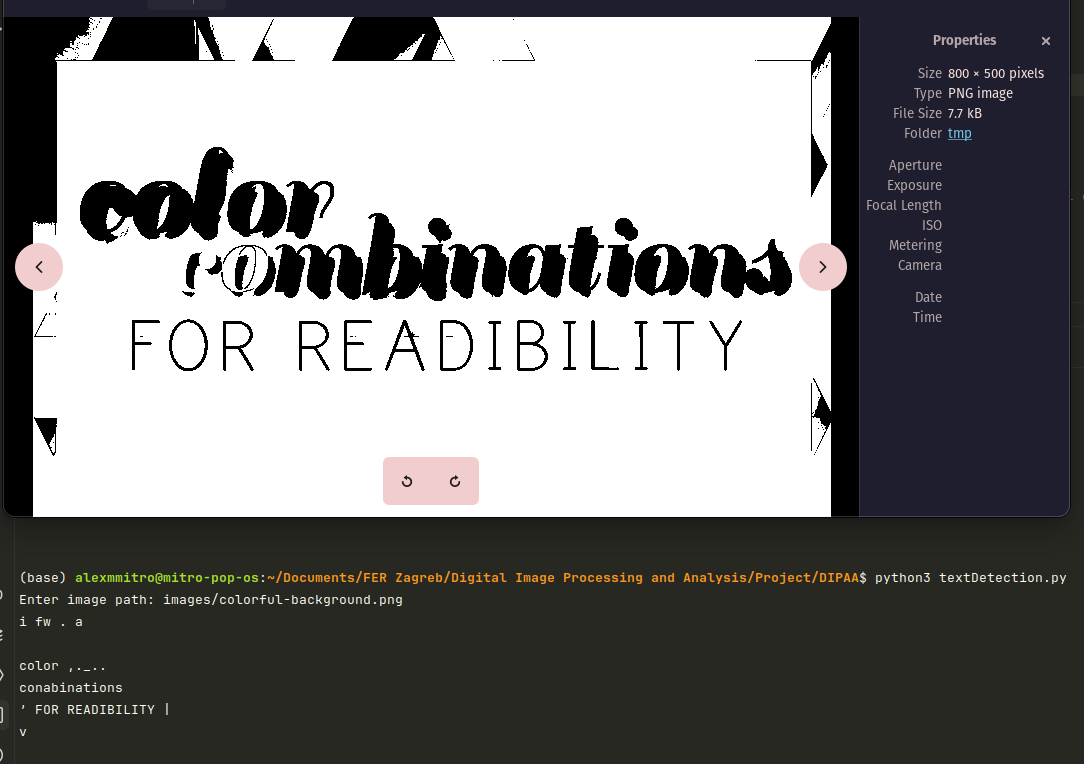 Properties
Size 800 × 500 pixels
Type PNG image
File Size 7.7 kB
Folder tmp
Aperture
Exposure
Focal Length
ISO
Metering
Camera
Date
Time
color
combinations
FOR READIBILITY
(base) alexmmitro@mitro-pop-os:~/Documents/FER Zagreb/Digital Image Processing and Analysis/Project/DIPAA$ python3 textDetection.py
Enter image path: images/colorful-background.png
i fw . a
color ,._..
conabinations
’ FOR READIBILITY |
v